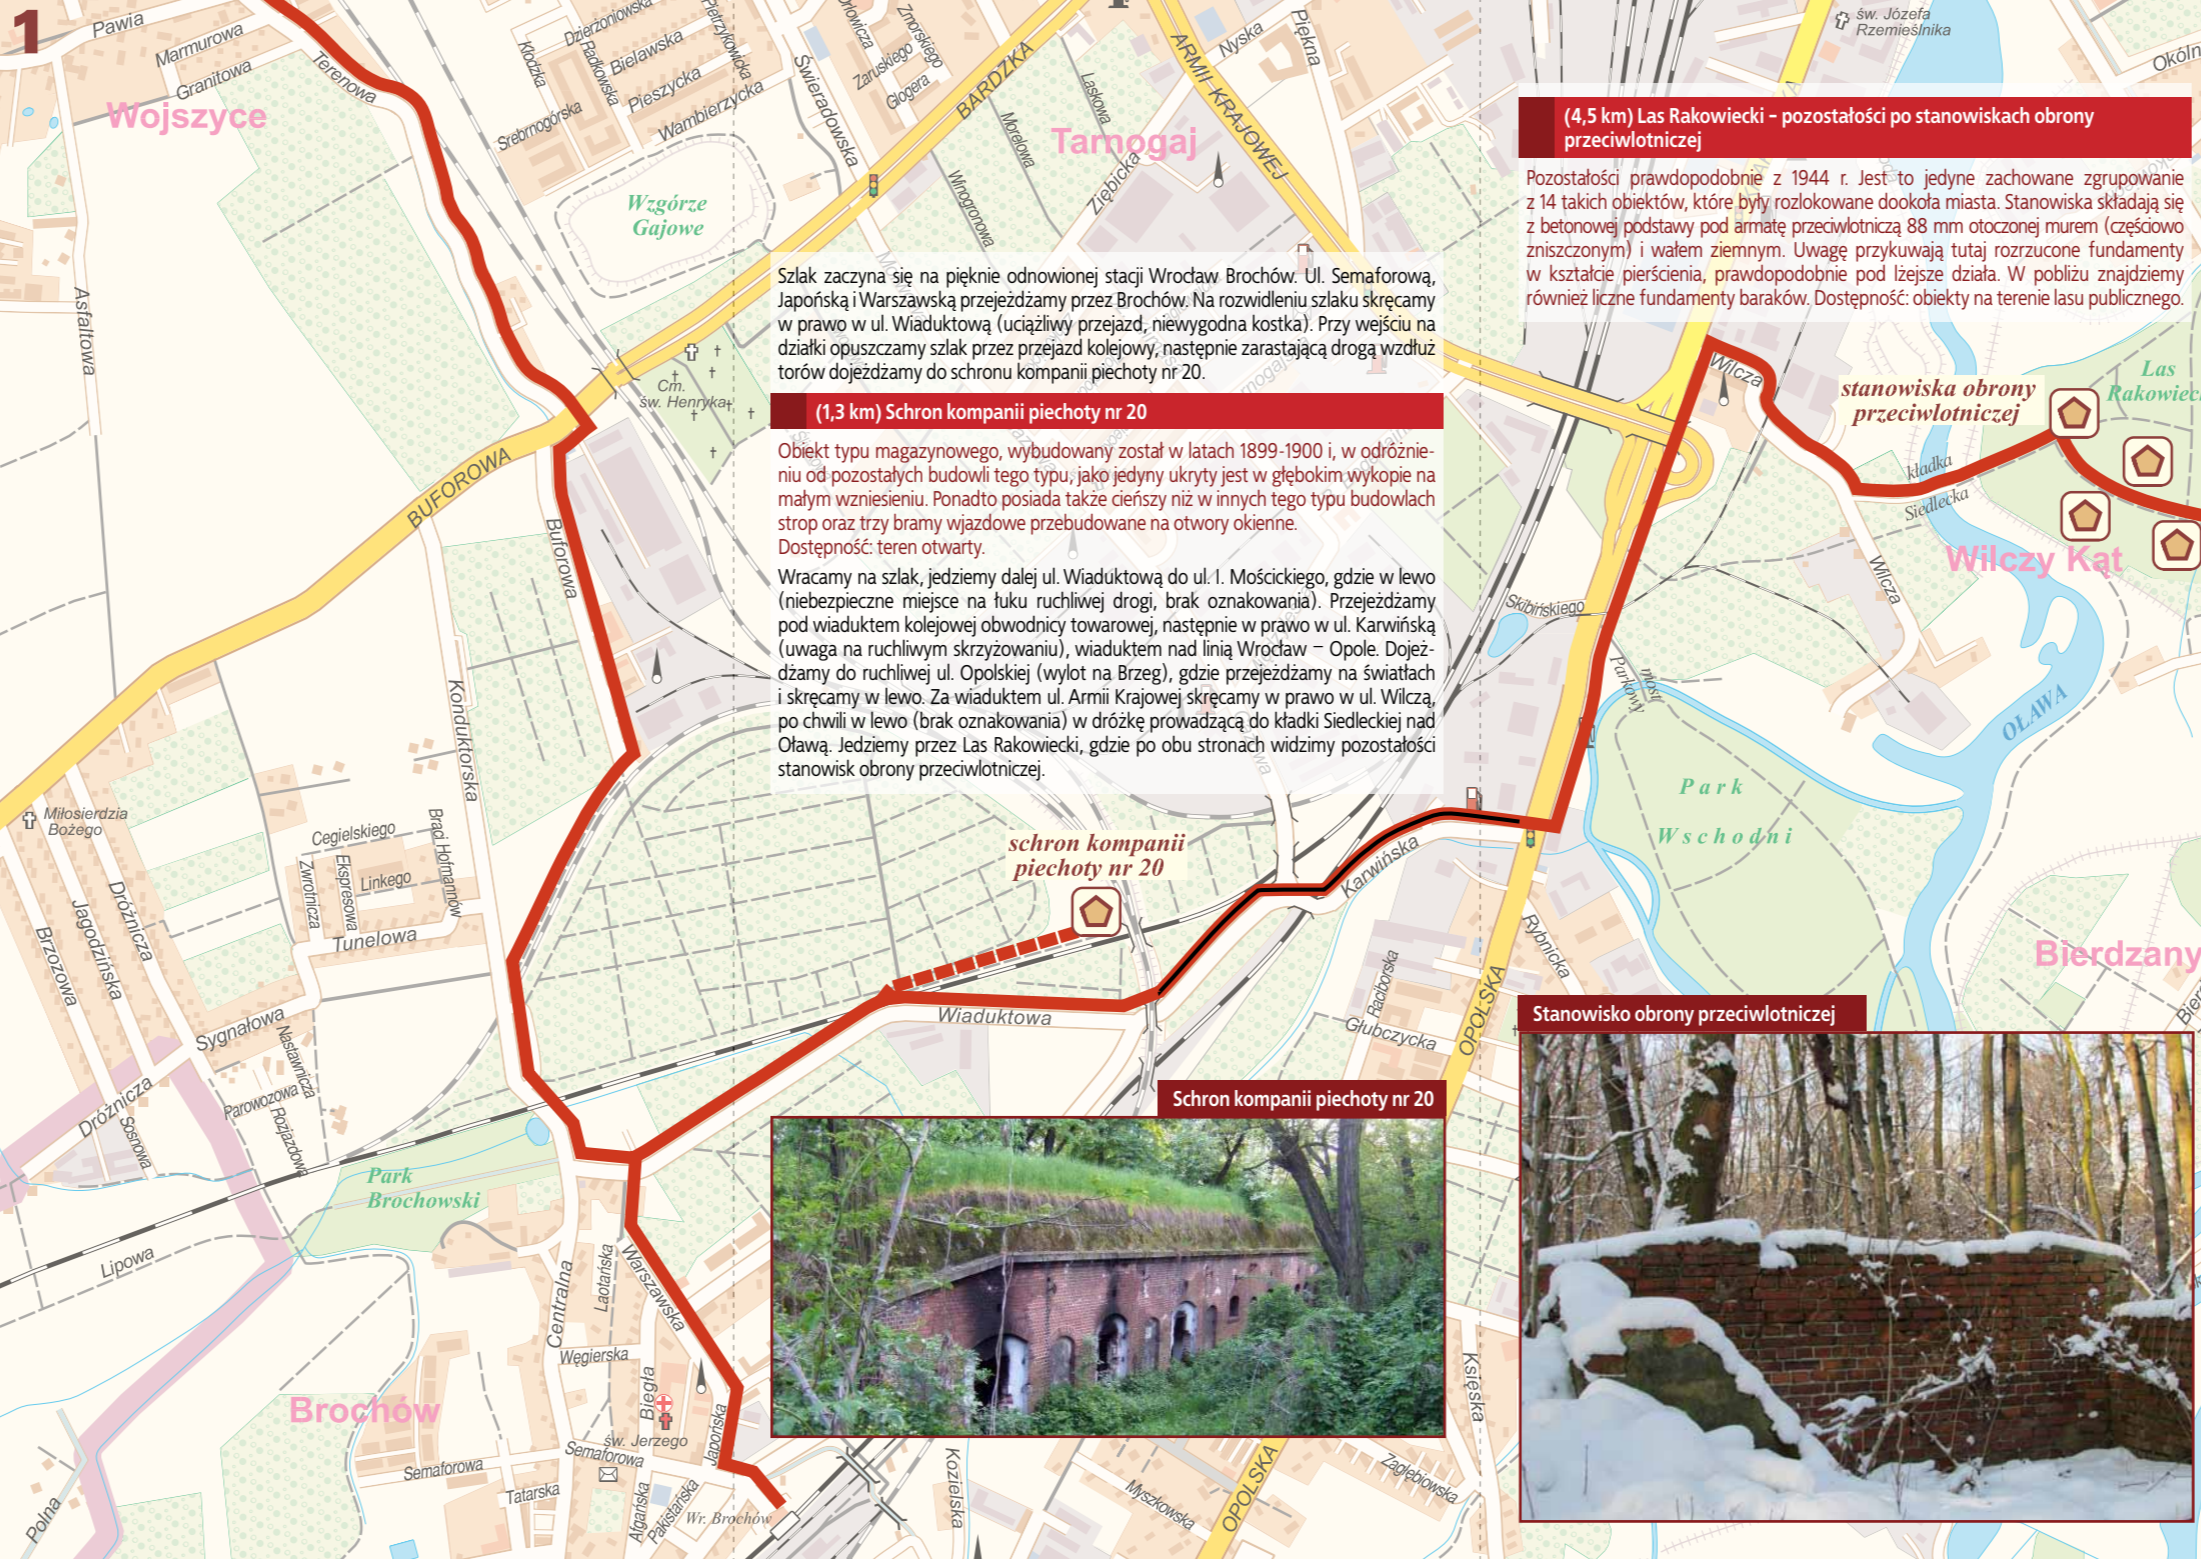 1
Pawia
Marmurowa
Granitowa
Terenowa
Wojszyce
Asfaltowa
Kłodzka
Dzierżoniowska
Radkowska
Bielawska
Pietrzykowicka
Pieszycka
Srebrnogórska
Wambierzycka
Świeradowska
Orłowicza
Zmorskiego
Zaruskiego
Glogera
BARDZKA
Laskowa
Morelowa
Winogronowa
Tarnogaj
Ziębicka
ARMII KRAJOWEJ
Nyska
Piękna
św. Józefa
Rzemieślnika
Wzgórze
Gajowe
Cm.
św. Henryka
BUFOROWA
Buforowa
Konduktorska
Szlak zaczyna się na pięknie odnowionej stacji Wrocław Brochów. Ul. Semaforową,
Japońską i Warszawską przejeżdżamy przez Brochów. Na rozwidleniu szlaku skręcamy
w prawo w ul. Wiaduktową (uciążliwy przejazd, niewygodna kostka). Przy wejściu na
działki opuszczamy szlak przez przejazd kolejowy, następnie zarastającą drogą wzdłuż
torów dojeżdżamy do schronu kompanii piechoty nr 20.
(1,3 km) Schron kompanii piechoty nr 20
Obiekt typu magazynowego, wybudowany został w latach 1899-1900 i, w odróżnie-
niu od pozostałych budowli tego typu, jako jedyny ukryty jest w głębokim wykopie na
małym wzniesieniu. Ponadto posiada także cieńszy niż w innych tego typu budowlach
strop oraz trzy bramy wjazdowe przebudowane na otwory okienne.
Dostępność: teren otwarty.
Wracamy na szlak, jedziemy dalej ul. Wiaduktową do ul. I. Mościckiego, gdzie w lewo
(niebezpieczne miejsce na łuku ruchliwej drogi, brak oznakowania). Przejeżdżamy
pod wiaduktem kolejowej obwodnicy towarowej, następnie w prawo w ul. Karwińską
(uwaga na ruchliwym skrzyżowaniu), wiaduktem nad linią Wrocław – Opole. Dojeż-
dżamy do ruchliwej ul. Opolskiej (wylot na Brzeg), gdzie przejeżdżamy na światłach
i skręcamy w lewo. Za wiaduktem ul. Armii Krajowej skręcamy w prawo w ul. Wilczą,
po chwili w lewo (brak oznakowania) w dróżkę prowadzącą do kładki Siedleckiej nad
Oławą. Jedziemy przez Las Rakowiecki, gdzie po obu stronach widzimy pozostałości
stanowisk obrony przeciwlotniczej.
(4,5 km) Las Rakowiecki – pozostałości po stanowiskach obrony
przeciwlotniczej
Pozostałości prawdopodobnie z 1944 r. Jest to jedyne zachowane zgrupowanie
z 14 takich obiektów, które były rozlokowane dookoła miasta. Stanowiska składają się
z betonowej podstawy pod armatę przeciwlotniczą 88 mm otoczonej murem (częściowo
zniszczonym) i wałem ziemnym. Uwagę przykuwają tutaj rozrzucone fundamenty
w kształcie pierścienia, prawdopodobnie pod lżejsze działa. W pobliżu znajdziemy
również liczne fundamenty baraków. Dostępność: obiekty na terenie lasu publicznego.
Wilcza
stanowiska obrony
przeciwlotniczej
Las
kładka
Siedlecka
Wilczy Kąt
Wilcza
Skibińskiego
most
Parkowy
OŁAWA
Park
Wschodni
Bierdzany
schron kompanii
piechoty nr 20
Karwińska
Wiaduktowa
Raciborska
Głubczycka
OPOLSKA
Rybnicka
Miłosierdzia
Bożego
Cegielskiego
Zwrotnicza
Ekspresowa
Linkego
Braci Hofmannów
Tunelowa
Dróżnicza
Jagodzińska
Brzozowa
Sygnałowa
Nastawnicza
Parowozowa
Rozjazdowa
Dróżnicza
Sosnowa
Lipowa
Park
Brochowski
Centralna
Laotańska
Warszawska
Węgierska
Biegła
św. Jerzego
Japońska
Brochów
Semaforowa
Semaforowa
Tatarska
Afgańska
Pakistańska
Wr. Brochów
Polna
Kozielska
Myszkowska
OPOLSKA
Zagłębiowska
Księska
Schron kompanii piechoty nr 20
Stanowisko obrony przeciwlotniczej